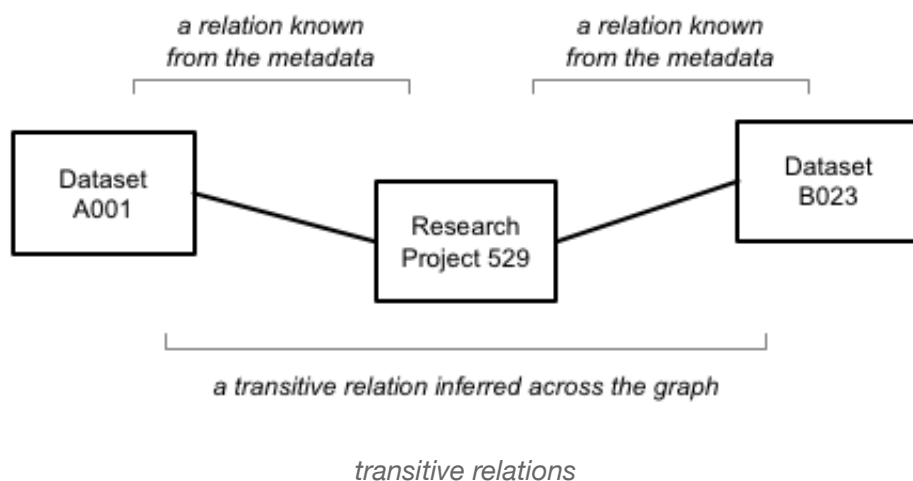 a relation known
from the metadata
a relation known
from the metadata
Dataset
A001
Research
Project 529
Dataset
B023
a transitive relation inferred across the graph
transitive relations